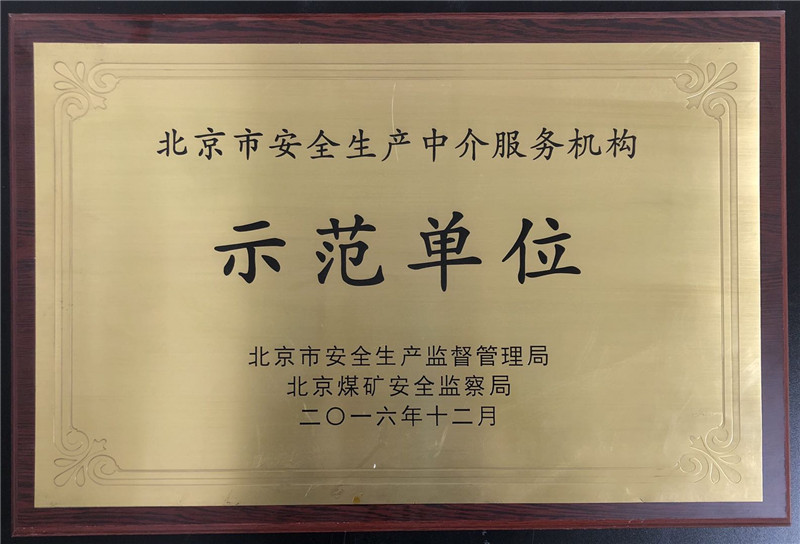 北京市安全生产中介服务机构
示范单位
北京市安全生产监督管理局
北京煤矿安全监察局
二〇一六年十二月